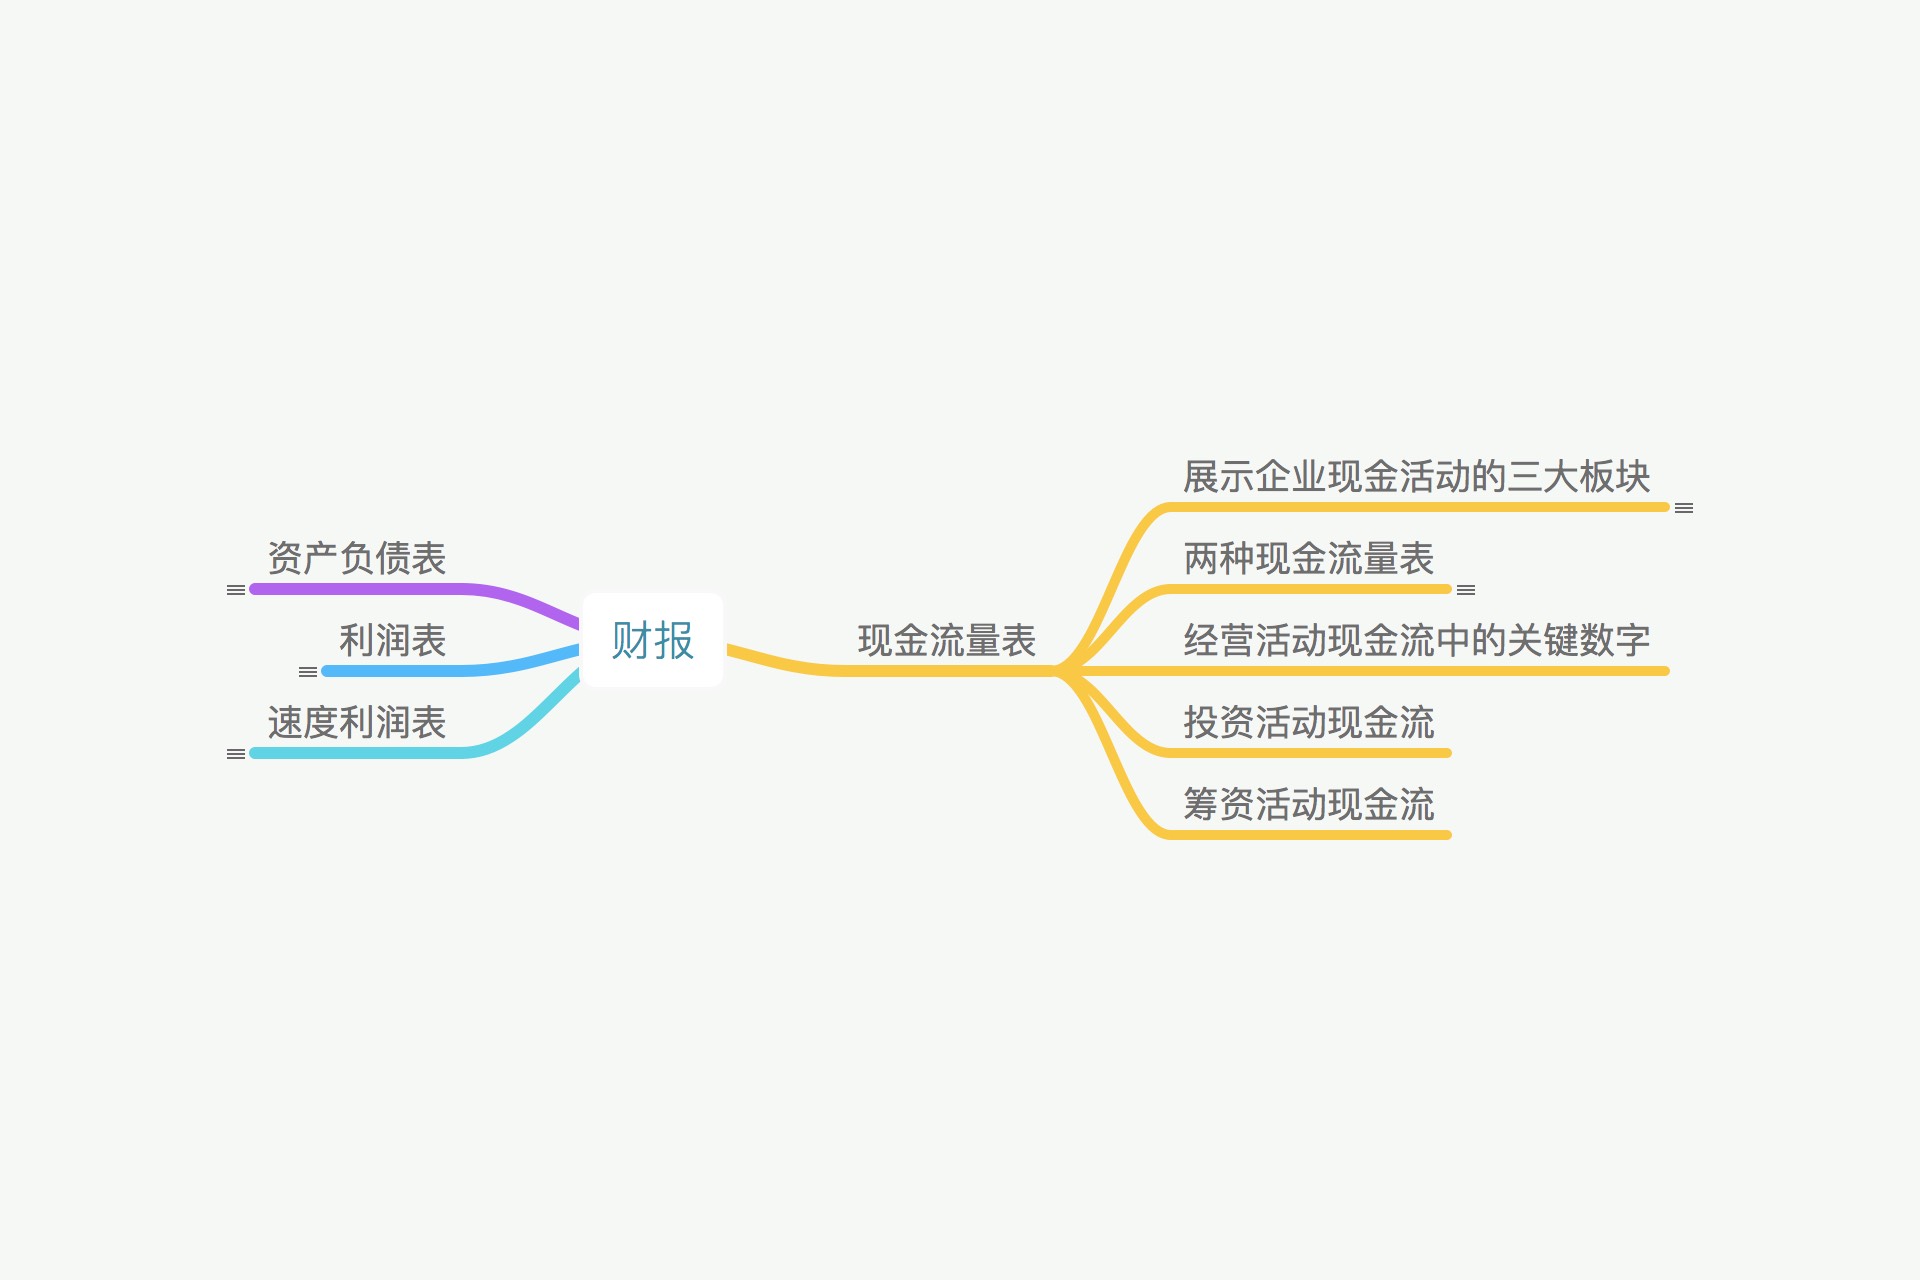 财报
资产负债表
利润表
速度利润表
现金流量表
展示企业现金活动的三大板块
两种现金流量表
经营活动现金流中的关键数字
投资活动现金流
筹资活动现金流